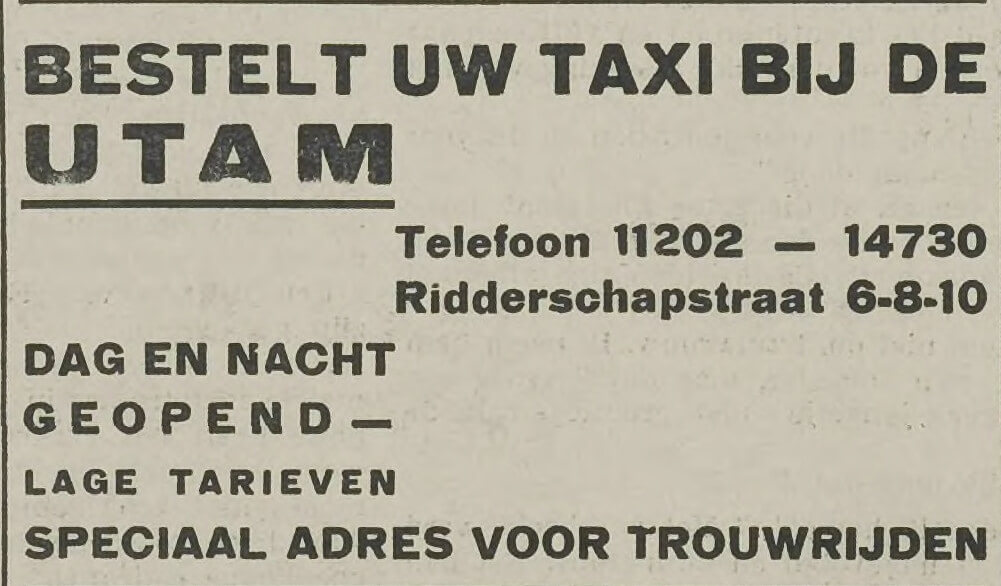 BESTELT UW TAXI BIJ DE
UTAM
Telefoon 11202 — 14730
Ridderschapstraat 6-8-10
DAG EN NACHT
GEOPEND —
LAGE TARIEVEN
SPECIAAL ADRES VOOR TROUWRIJDEN